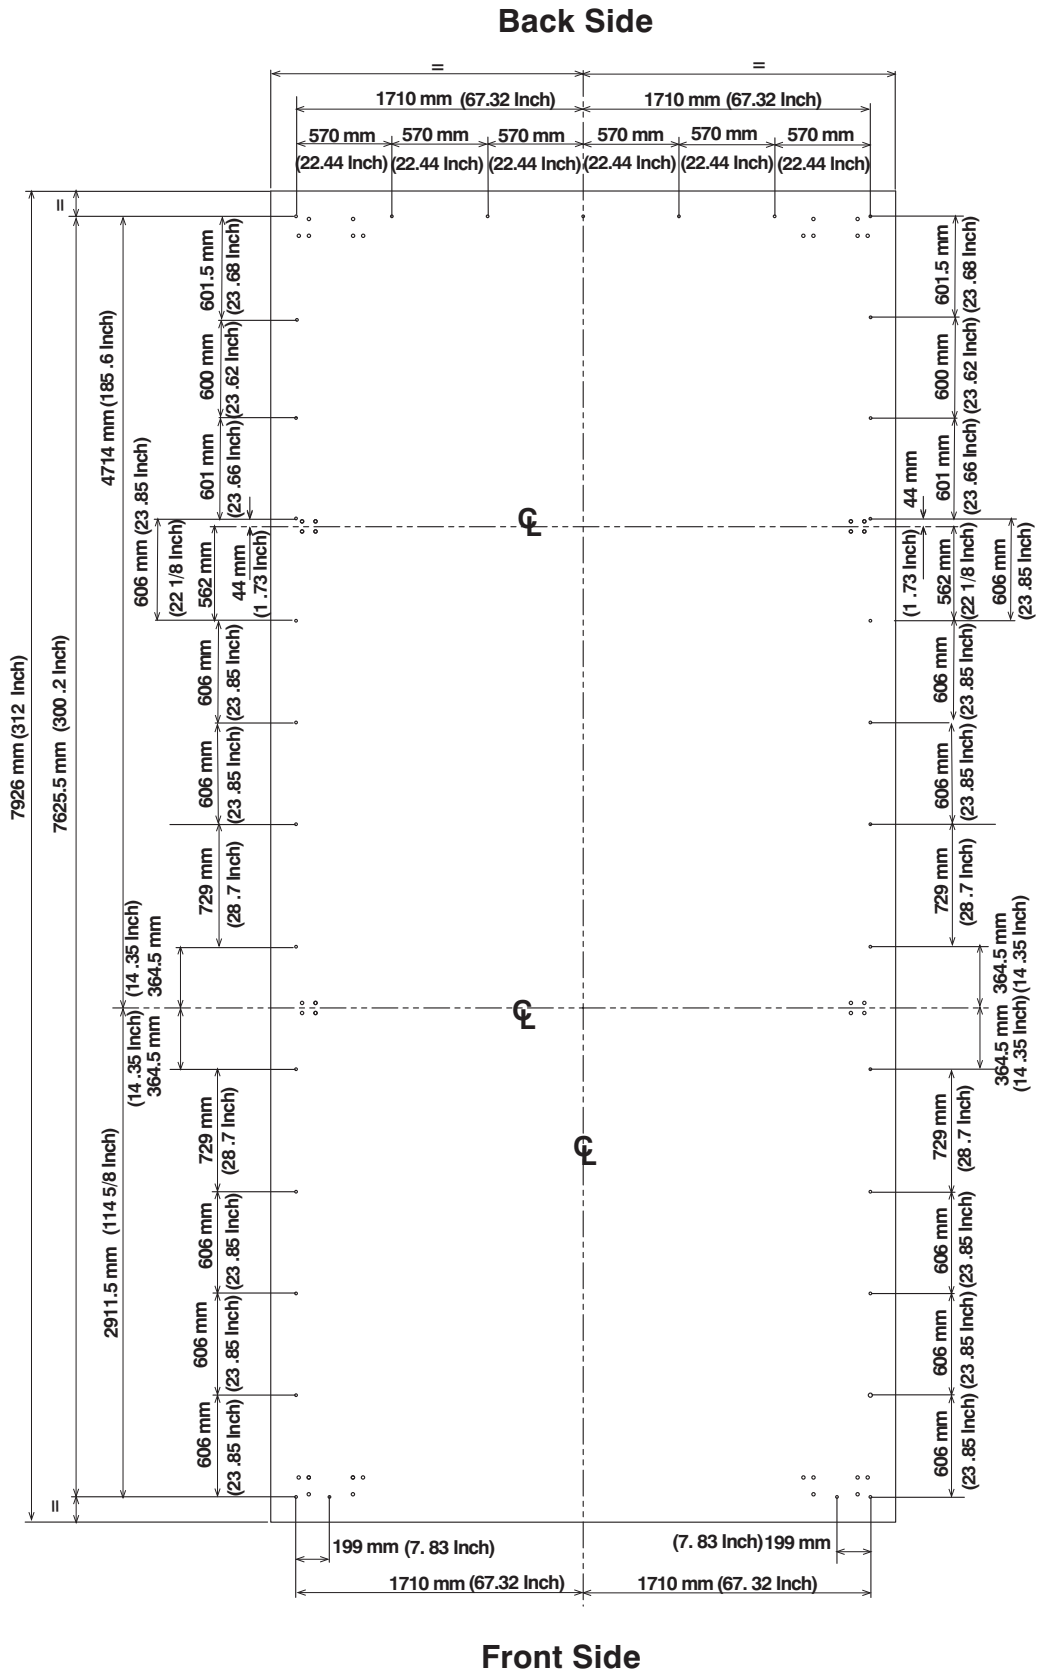 Back Side
=
=
1710 mm (67.32 Inch)
1710 mm (67.32 Inch)
570 mm
570 mm
570 mm
570 mm
570 mm
570 mm
(22.44 Inch)
(22.44 Inch)
(22.44 Inch)
(22.44 Inch)
(22.44 Inch)
(22.44 Inch)
=
7926 mm (312 Inch)
7625.5 mm (300 .2 Inch)
4714 mm (185 .6 Inch)
601.5 mm
(23 .68 Inch)
600 mm
(23 .62 Inch)
601 mm
(23 .66 Inch)
606 mm (23 .85 Inch)
(22 1/8 Inch)
562 mm
44 mm
(1 .73 Inch)
606 mm
(23 .85 Inch)
606 mm
(23 .85 Inch)
729 mm
(28 .7 Inch)
(14 .35 Inch)
364.5 mm
(14 .35 Inch)
364.5 mm
2911.5 mm (114 5/8 Inch)
729 mm
(28 .7 Inch)
606 mm
(23 .85 Inch)
606 mm
(23 .85 Inch)
606 mm
(23 .85 Inch)
=
℄
℄
℄
601.5 mm
(23 .68 Inch)
600 mm
(23 .62 Inch)
601 mm
(23 .66 Inch)
44 mm
(1 .73 Inch)
562 mm
(22 1/8 Inch)
606 mm
(23 .85 Inch)
606 mm
(23 .85 Inch)
606 mm
(23 .85 Inch)
729 mm
(28 .7 Inch)
364.5 mm
(14 .35 Inch)
364.5 mm
(14 .35 Inch)
729 mm
(28 .7 Inch)
606 mm
(23 .85 Inch)
606 mm
(23 .85 Inch)
606 mm
(23 .85 Inch)
199 mm (7. 83 Inch)
(7. 83 Inch) 199 mm
1710 mm (67.32 Inch)
1710 mm (67. 32 Inch)
Front Side